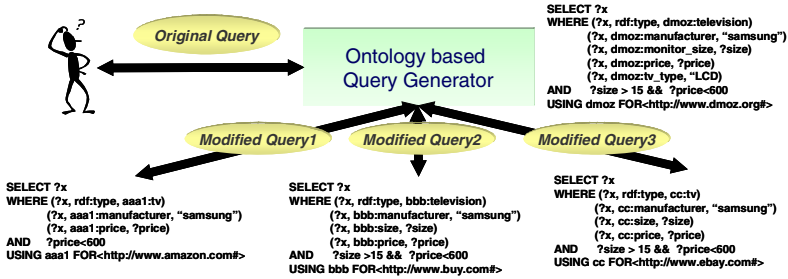 ?
Original Query
Ontology based
Query Generator
SELECT ?x
WHERE (?x, rdf:type, dmoz:television)
(?x, dmoz:manufacturer, “samsung”)
(?x, dmoz:monitor_size, ?size)
(?x, dmoz:price, ?price)
(?x, dmoz:tv_type, “LCD)
AND ?size > 15 && ?price<600
USING dmoz FOR<http://www.dmoz.org#>
Modified Query1
Modified Query2
Modified Query3
SELECT ?x
WHERE (?x, rdf:type, aaa1:tv)
(?x, aaa1:manufacturer, “samsung”)
(?x, aaa1:price, ?price)
AND ?price<600
USING aaa1 FOR<http://www.amazon.com#>
SELECT ?x
WHERE (?x, rdf:type, bbb:television)
(?x, bbb:manufacturer, “samsung”)
(?x, bbb:size, ?size)
(?x, bbb:price, ?price)
AND ?size >15 && ?price<600
USING bbb FOR<http://www.buy.com#>
SELECT ?x
WHERE (?x, rdf:type, cc:tv)
(?x, cc:manufacturer, “samsung”)
(?x, cc:size, ?size)
(?x, cc:price, ?price)
AND ?size > 15 && ?price<600
USING cc FOR<http://www.ebay.com#>